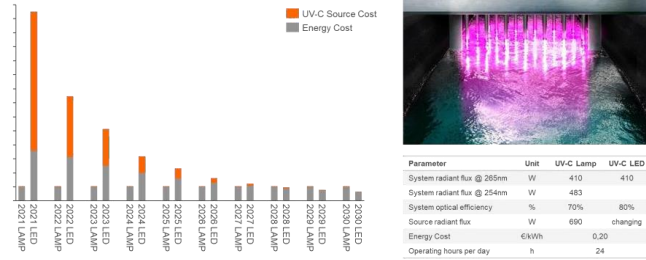 UV-C Source Cost
Energy Cost
2021 LAMP
2021 LED
2022 LAMP
2022 LED
2023 LAMP
2023 LED
2024 LAMP
2024 LED
2025 LAMP
2025 LED
2026 LAMP
2026 LED
2027 LAMP
2027 LED
2028 LAMP
2028 LED
2029 LAMP
2029 LED
2030 LAMP
2030 LED
Parameter Unit UV-C Lamp UV-C LED
System radiant flux @ 265nm W 410 410
System radiant flux @ 254nm W 483
System optical efficiency % 70% 80%
Source radiant flux W 690 changing
Energy Cost €/kWh 0,20
Operating hours per day h 24